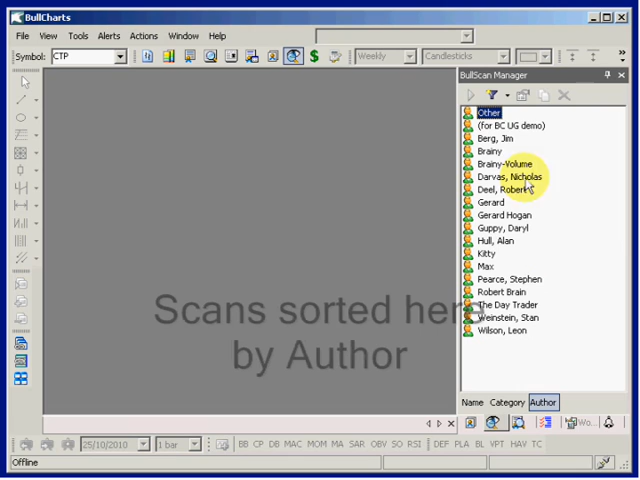 BullCharts
File View Tools Alerts Actions Window Help
Symbol: CTP Weekly Candlesticks
BullScan Manager
Other
(for BC UG demo)
Berg, Jim
Brainy
Brainy-Volume
Darvas, Nicholas
Deel, Robert
Gerard
Gerard Hogan
Guppy, Daryl
Hull, Alan
Kitty
Max
Pearce, Stephen
Robert Brain
The Day Trader
Weinstein, Stan
Wilson, Leon
Scans sorted here
by Author
Name Category Author
Wo...
25/10/2010 1 bar BB CP DB MAC MOM MA SAR OBV SO RSI DEF PLA BL VPT HAV TC
Offline